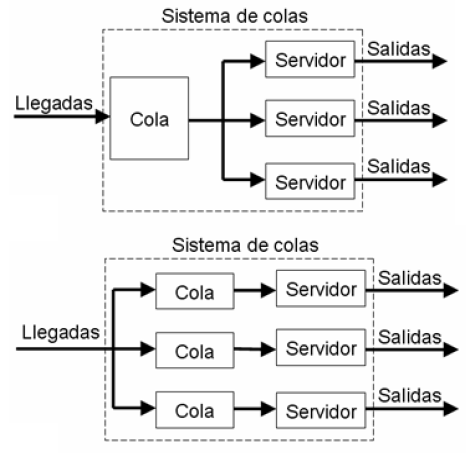 Sistema de colas
Salidas
Servidor
Llegadas
Salidas
Cola
Servidor
Salidas
Servidor
Sistema de colas
Salidas
Cola
Servidor
Llegadas
Salidas
Cola
Servidor
Salidas
Cola
Servidor